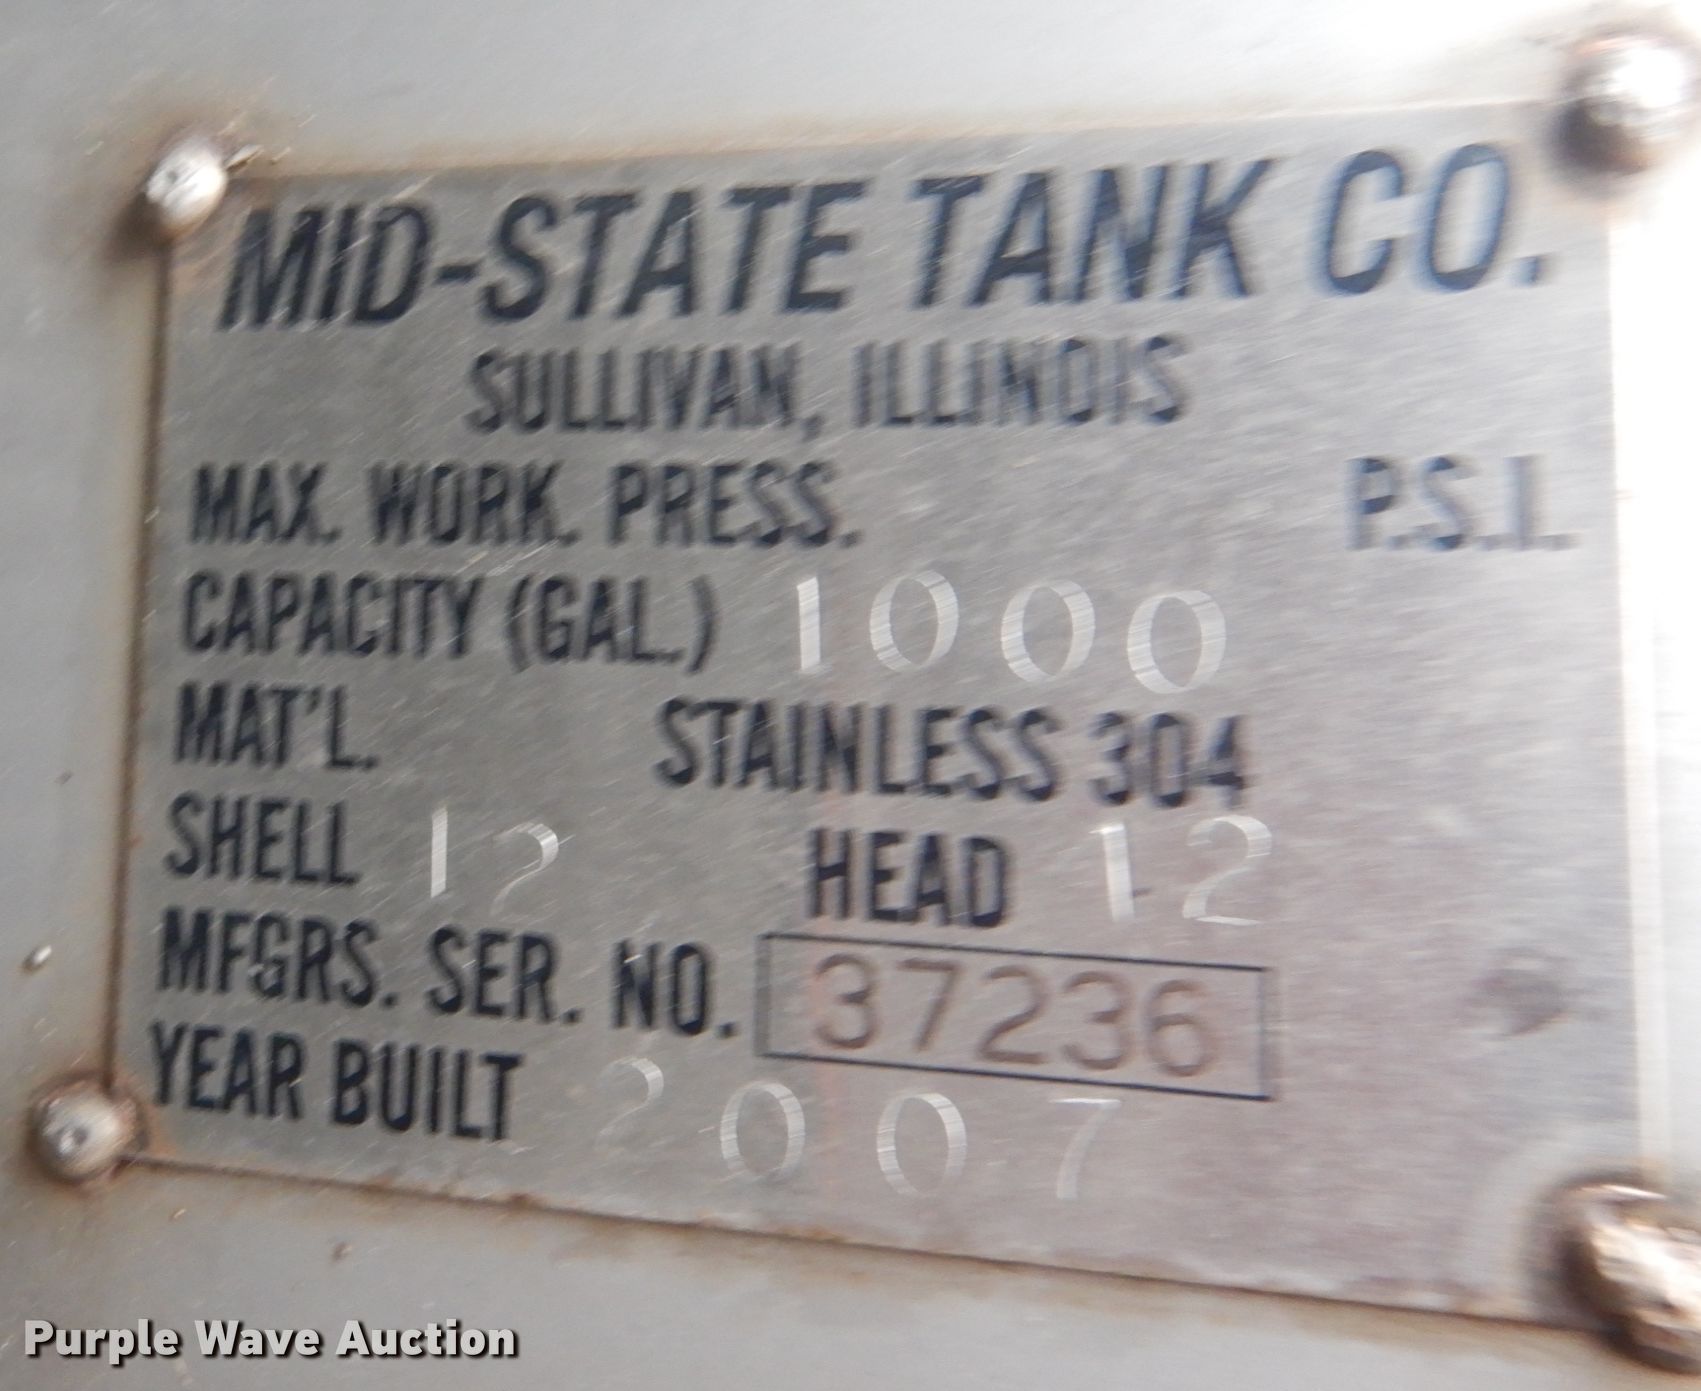 MID-STATE TANK CO.
SULLIVAN, ILLINOIS
MAX. WORK. PRESS. P.S.I.
CAPACITY (GAL.) 1000
MAT'L. STAINLESS 304
SHELL 12 HEAD 12
MFGRS. SER. NO. 37236
YEAR BUILT 2007
Purple Wave Auction